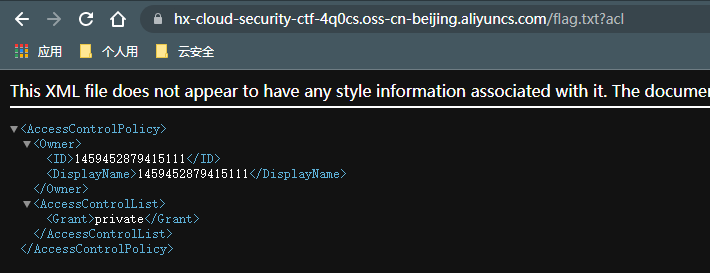 hx-cloud-security-ctf-4q0cs.oss-cn-beijing.aliyuncs.com/flag.txt?acl
应用 个人用 云安全
This XML file does not appear to have any style information associated with it. The docume
▼<AccessControlPolicy>
▼<Owner>
<ID>1459452879415111</ID>
<DisplayName>1459452879415111</DisplayName>
</Owner>
▼<AccessControlList>
<Grant>private</Grant>
</AccessControlList>
</AccessControlPolicy>